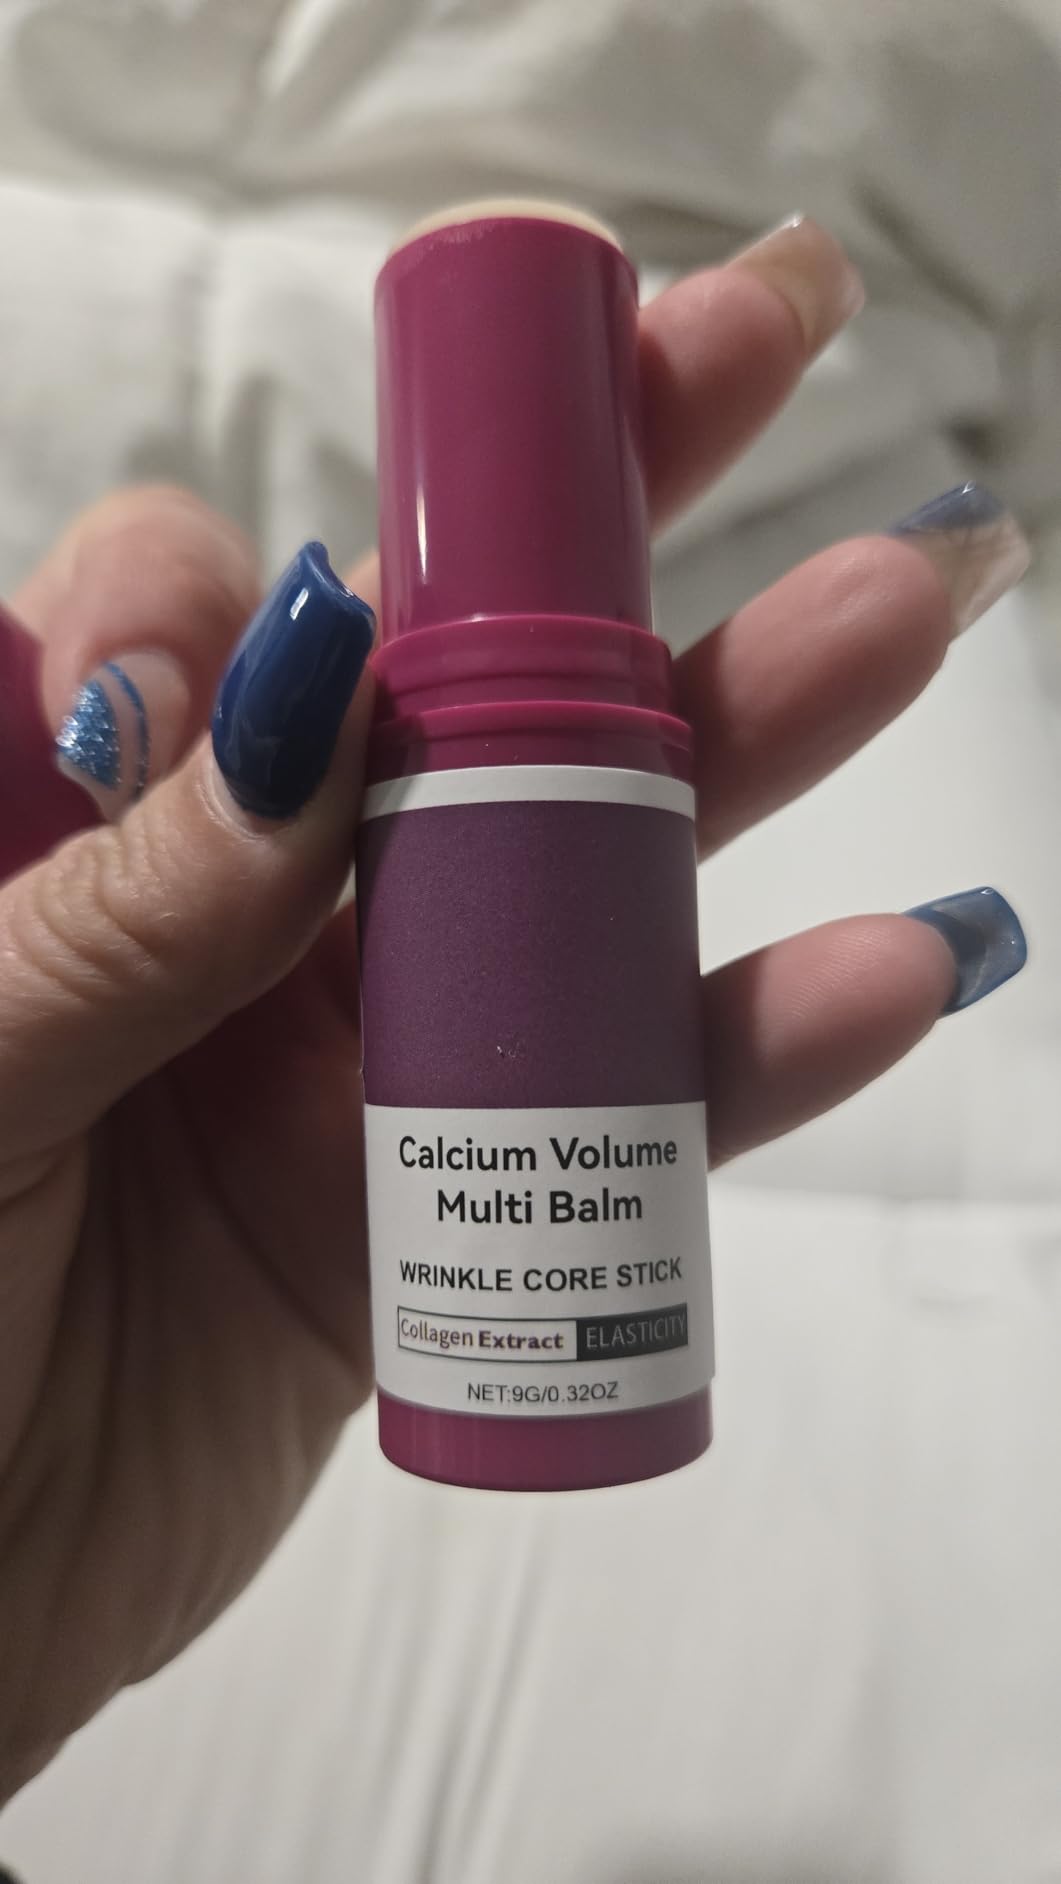 Calcium Volume
Multi Balm
WRINKLE CORE STICK
Collagen Extract ELASTICITY
NET:9G/0.32OZ